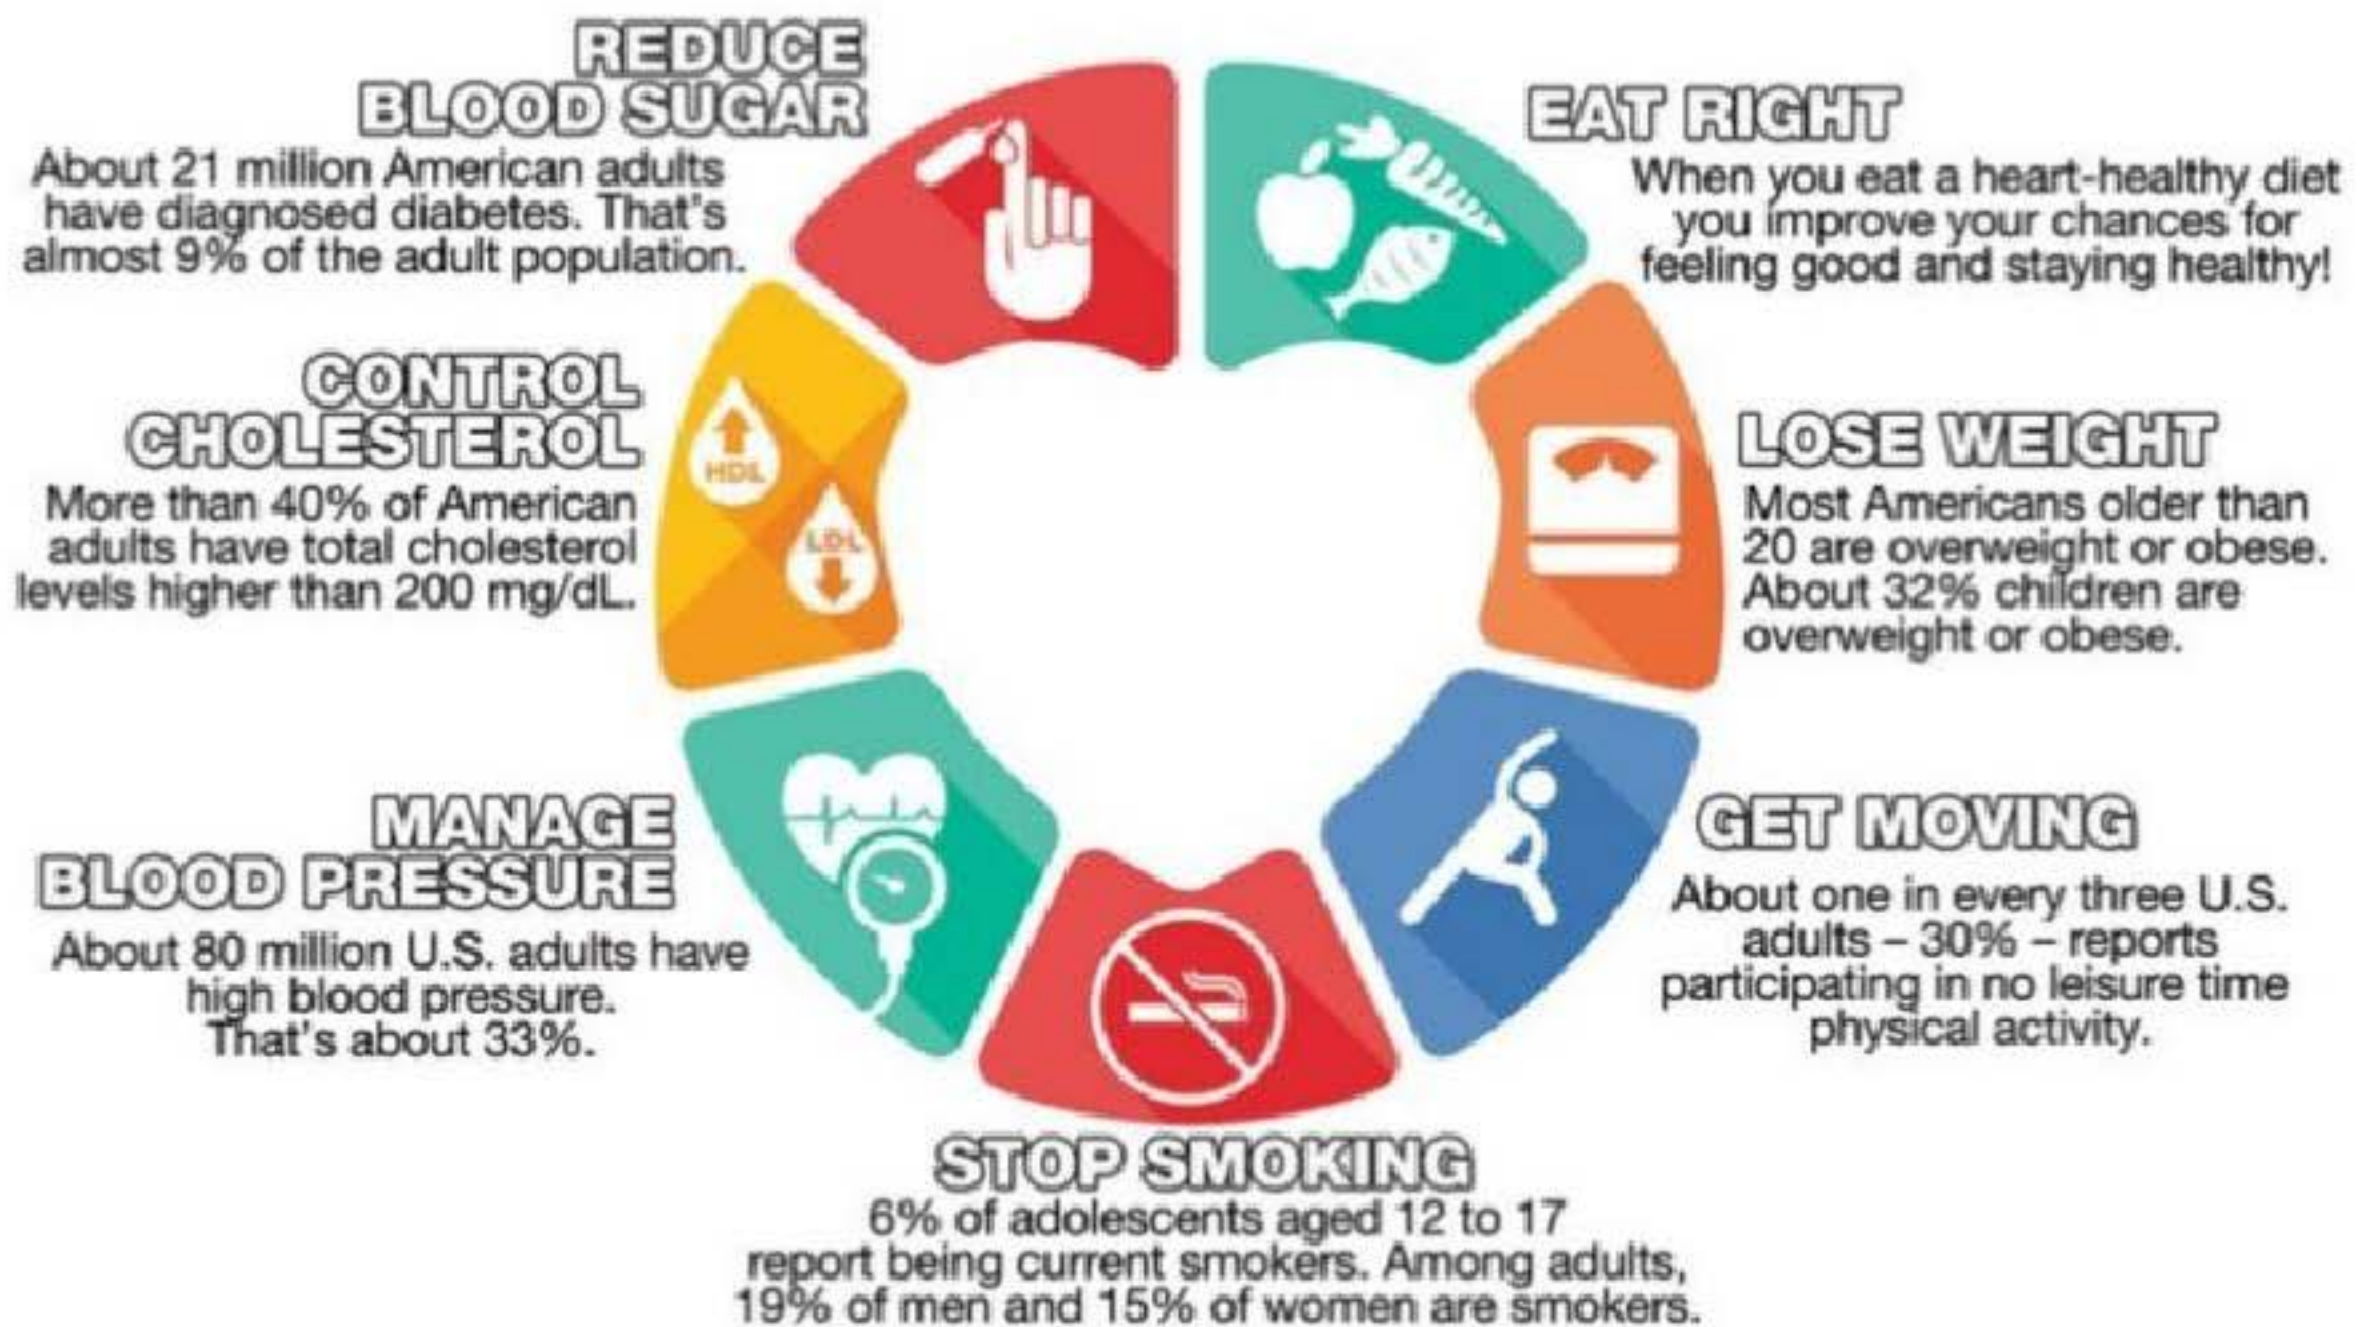 REDUCE
BLOOD SUGAR
About 21 million American adults
have diagnosed diabetes. That's
almost 9% of the adult population.
EAT RIGHT
When you eat a heart-healthy diet
you improve your chances for
feeling good and staying healthy!
CONTROL
CHOLESTEROL
More than 40% of American
adults have total cholesterol
levels higher than 200 mg/dL.
HDL
LDL
LOSE WEIGHT
Most Americans older than
20 are overweight or obese.
About 32% children are
overweight or obese.
MANAGE
BLOOD PRESSURE
About 80 million U.S. adults have
high blood pressure.
That's about 33%.
GET MOVING
About one in every three U.S.
adults – 30% – reports
participating in no leisure time
physical activity.
STOP SMOKING
6% of adolescents aged 12 to 17
report being current smokers. Among adults,
19% of men and 15% of women are smokers.